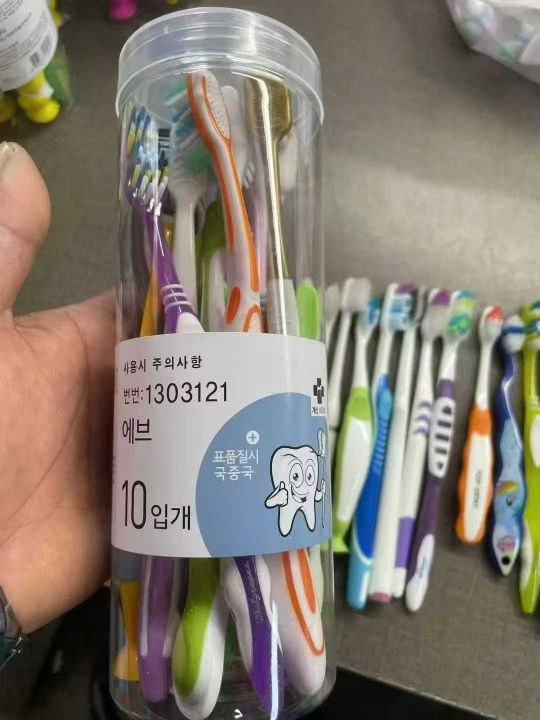 사용시 주의사항
번번:1303121
에브
표품질시
국중국
10입개